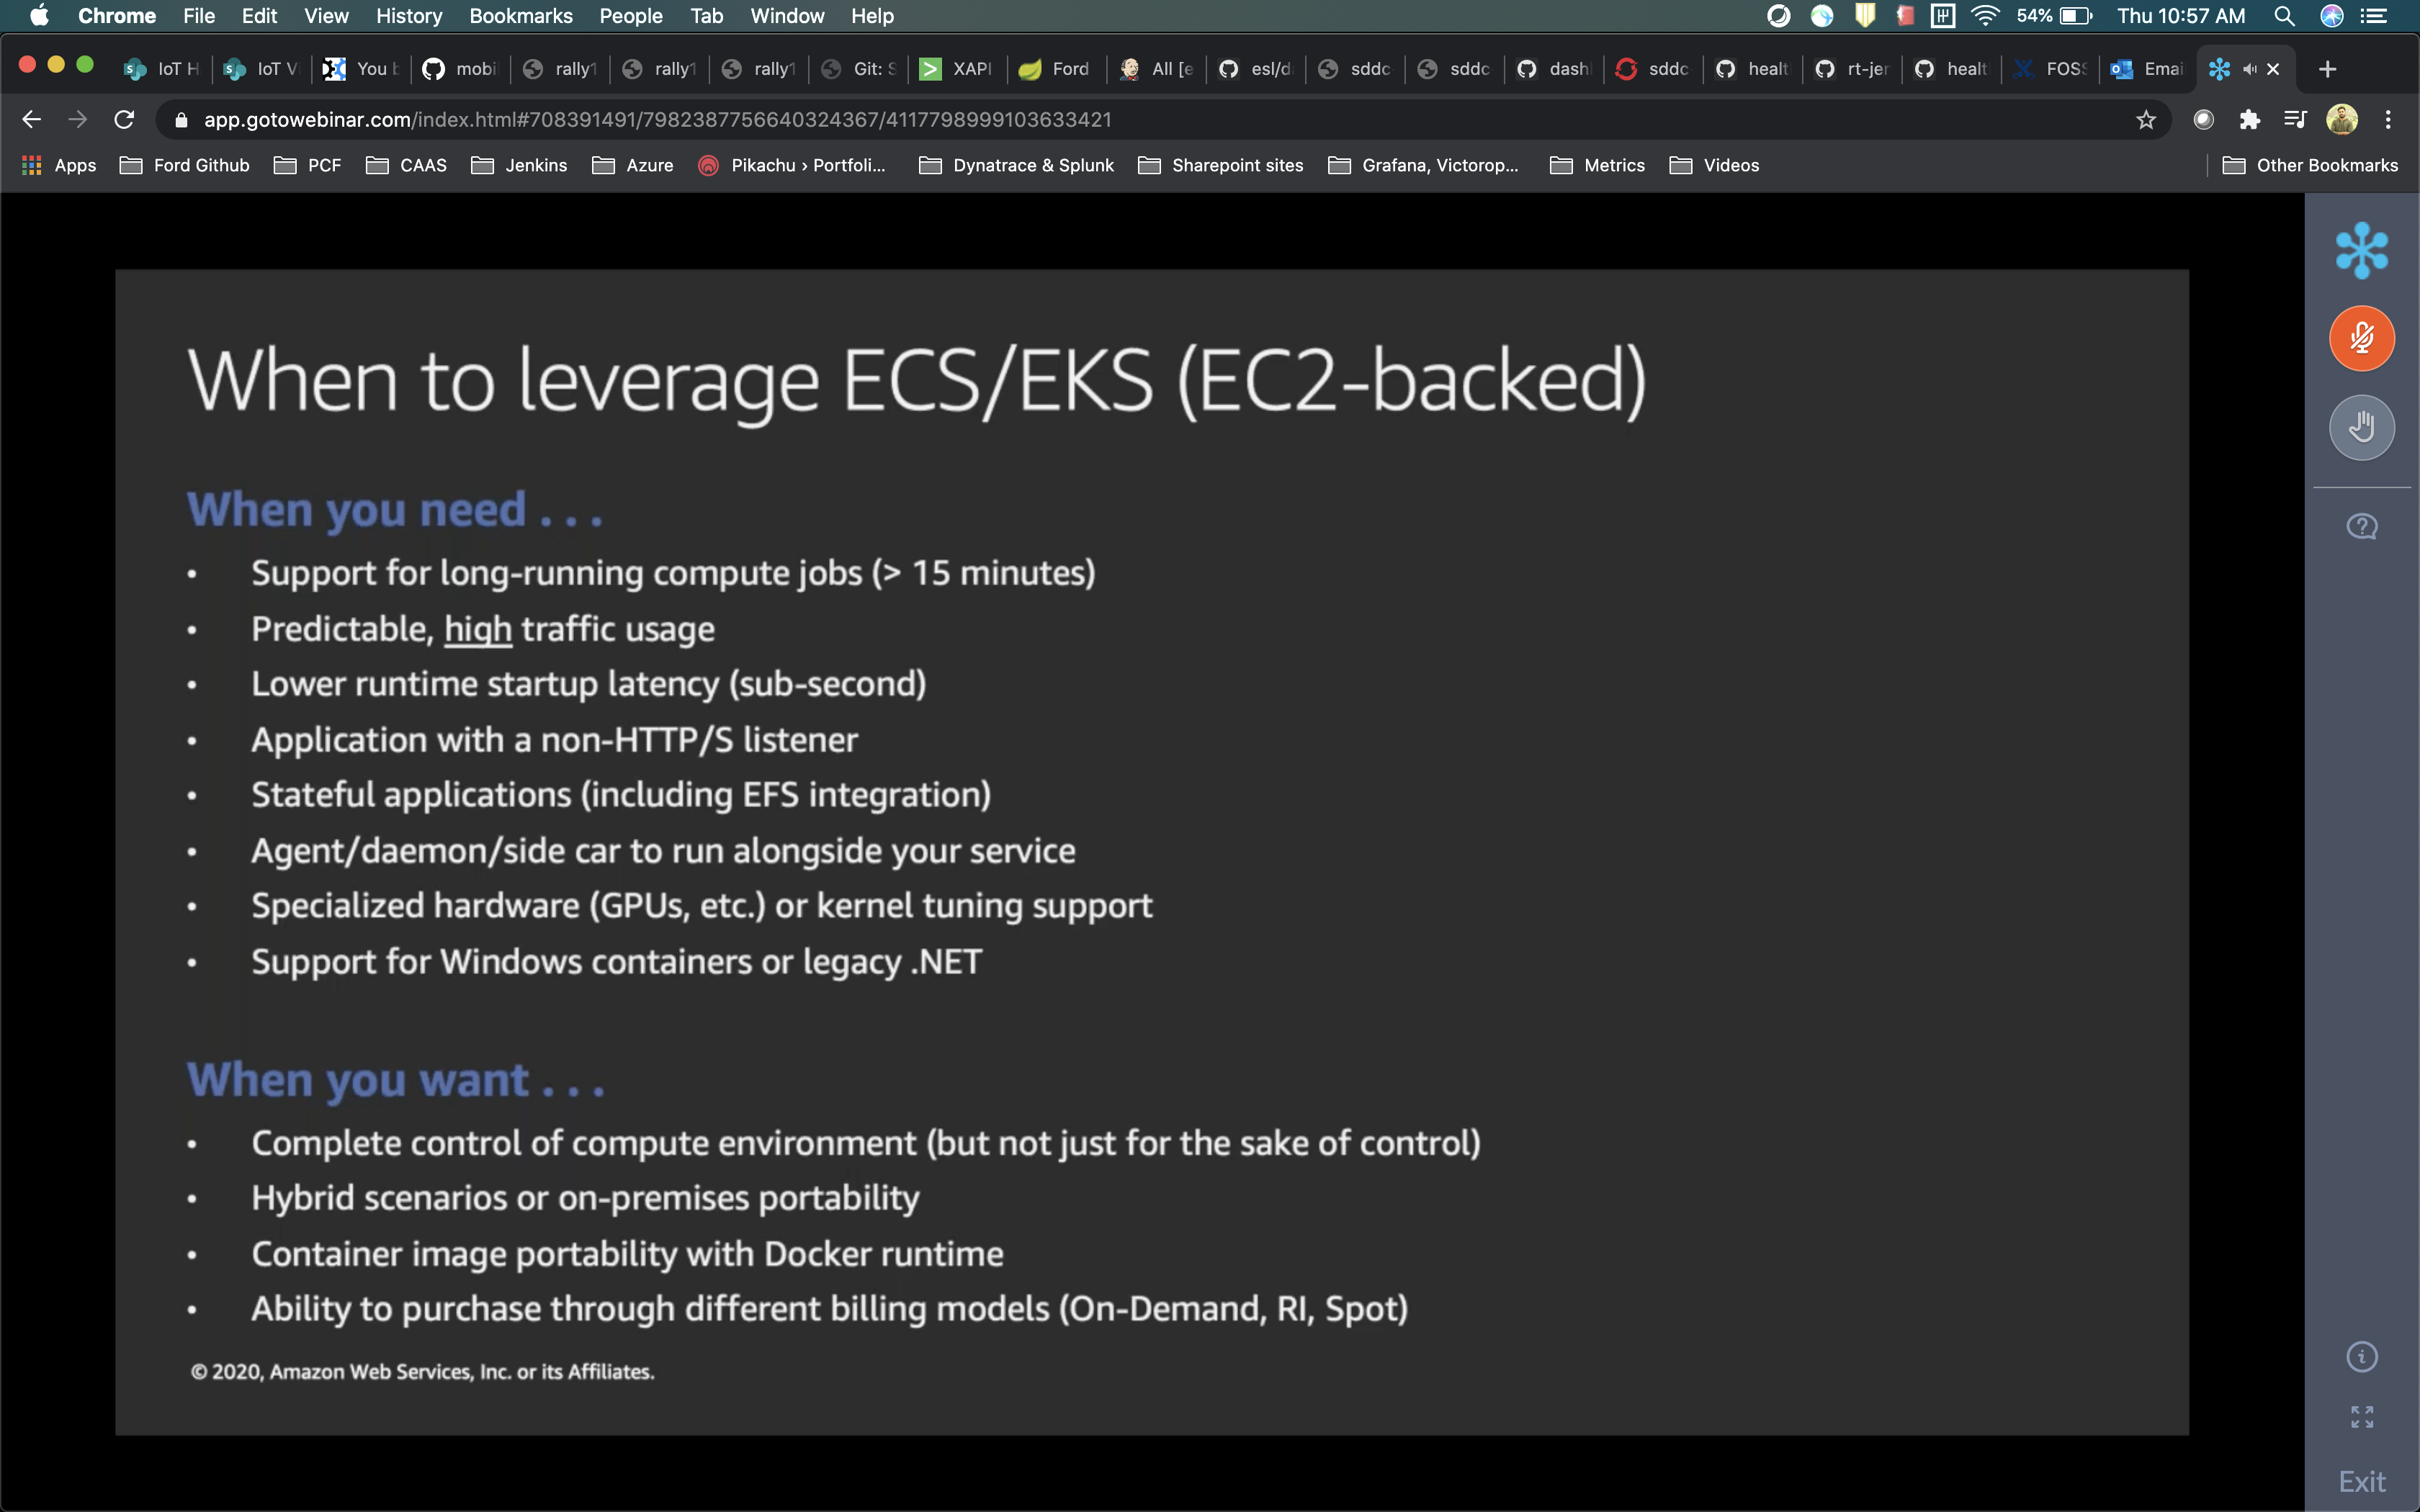 Chrome File Edit View History Bookmarks People Tab Window Help 54% Thu 10:57 AM
IoT H IoT V You b mobi rally1 rally1 rally1 Git: S XAPI Ford All [e esl/d sddc sddc dash sddc healt rt-jer healt FOSS Emai
app.gotowebinar.com/index.html#708391491/7982387756640324367/4117798999103633421
Apps Ford Github PCF CAAS Jenkins Azure Pikachu › Portfoli... Dynatrace & Splunk Sharepoint sites Grafana, Victorop... Metrics Videos Other Bookmarks
When to leverage ECS/EKS (EC2-backed)
When you need . . .
• Support for long-running compute jobs (> 15 minutes)
• Predictable, high traffic usage
• Lower runtime startup latency (sub-second)
• Application with a non-HTTP/S listener
• Stateful applications (including EFS integration)
• Agent/daemon/side car to run alongside your service
• Specialized hardware (GPUs, etc.) or kernel tuning support
• Support for Windows containers or legacy .NET
When you want . . .
• Complete control of compute environment (but not just for the sake of control)
• Hybrid scenarios or on-premises portability
• Container image portability with Docker runtime
• Ability to purchase through different billing models (On-Demand, RI, Spot)
© 2020, Amazon Web Services, Inc. or its Affiliates.
Exit